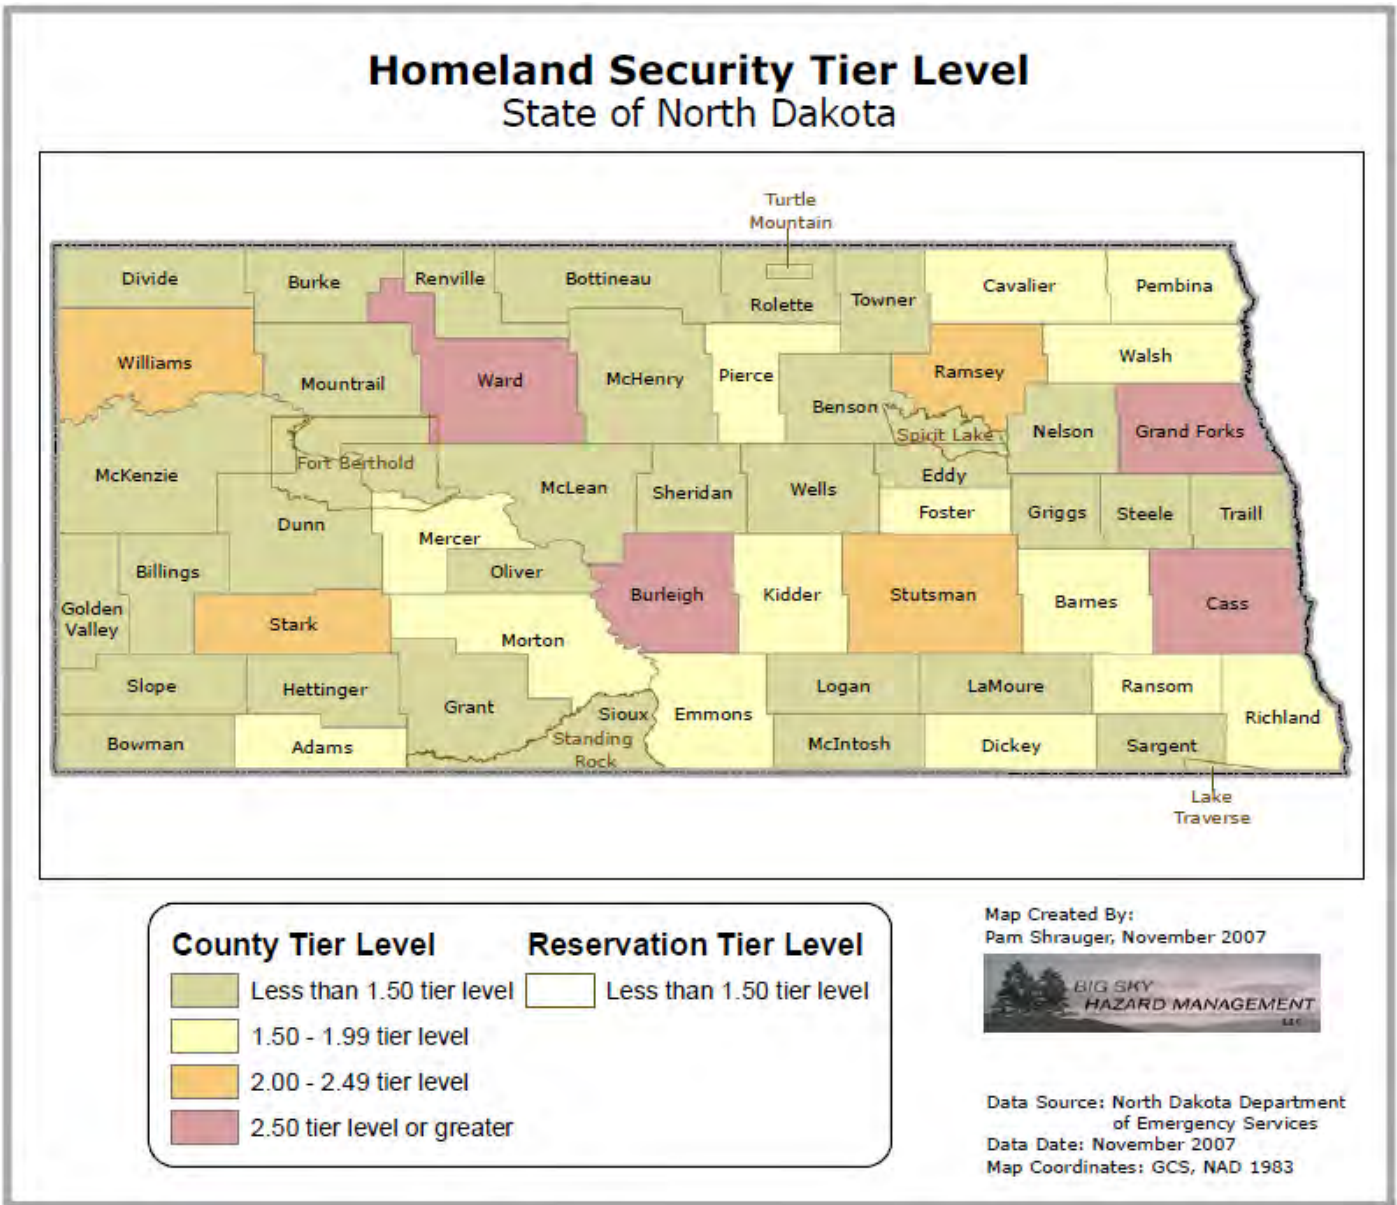 Homeland Security Tier Level
State of North Dakota
Turtle
Mountain
Divide
Burke
Renville
Bottineau
Rolette
Towner
Cavalier
Pembina
Williams
Mountrail
Ward
McHenry
Pierce
Benson
Ramsey
Walsh
Spirit Lake
Nelson
Grand Forks
McKenzie
Fort Berthold
Dunn
McLean
Sheridan
Wells
Eddy
Foster
Griggs
Steele
Traill
Mercer
Oliver
Billings
Golden
Valley
Stark
Morton
Burleigh
Kidder
Stutsman
Barnes
Cass
Slope
Hettinger
Grant
Sioux
Emmons
Logan
LaMoure
Ransom
Richland
Bowman
Adams
Standing
Rock
McIntosh
Dickey
Sargent
Lake
Traverse
County Tier Level
Less than 1.50 tier level
1.50 - 1.99 tier level
2.00 - 2.49 tier level
2.50 tier level or greater
Reservation Tier Level
Less than 1.50 tier level
Map Created By:
Pam Shrauger, November 2007
BIG SKY
HAZARD MANAGEMENT
LLC
Data Source: North Dakota Department
of Emergency Services
Data Date: November 2007
Map Coordinates: GCS, NAD 1983